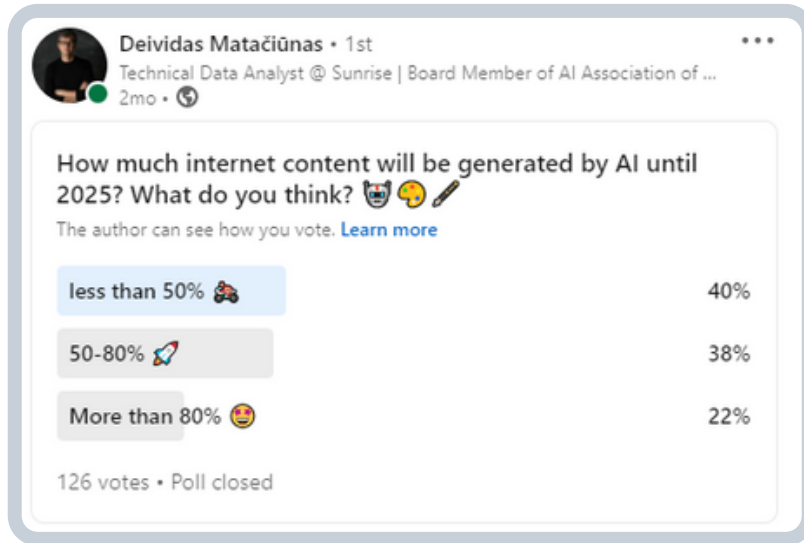 Deividas Matačiūnas • 1st
Technical Data Analyst @ Sunrise | Board Member of AI Association of ...
2mo •
How much internet content will be generated by AI until
2025? What do you think? 🤖🎨🖌️
The author can see how you vote. Learn more
less than 50% 🏍️ 40%
50-80% 🚀 38%
More than 80% 🤩 22%
126 votes • Poll closed